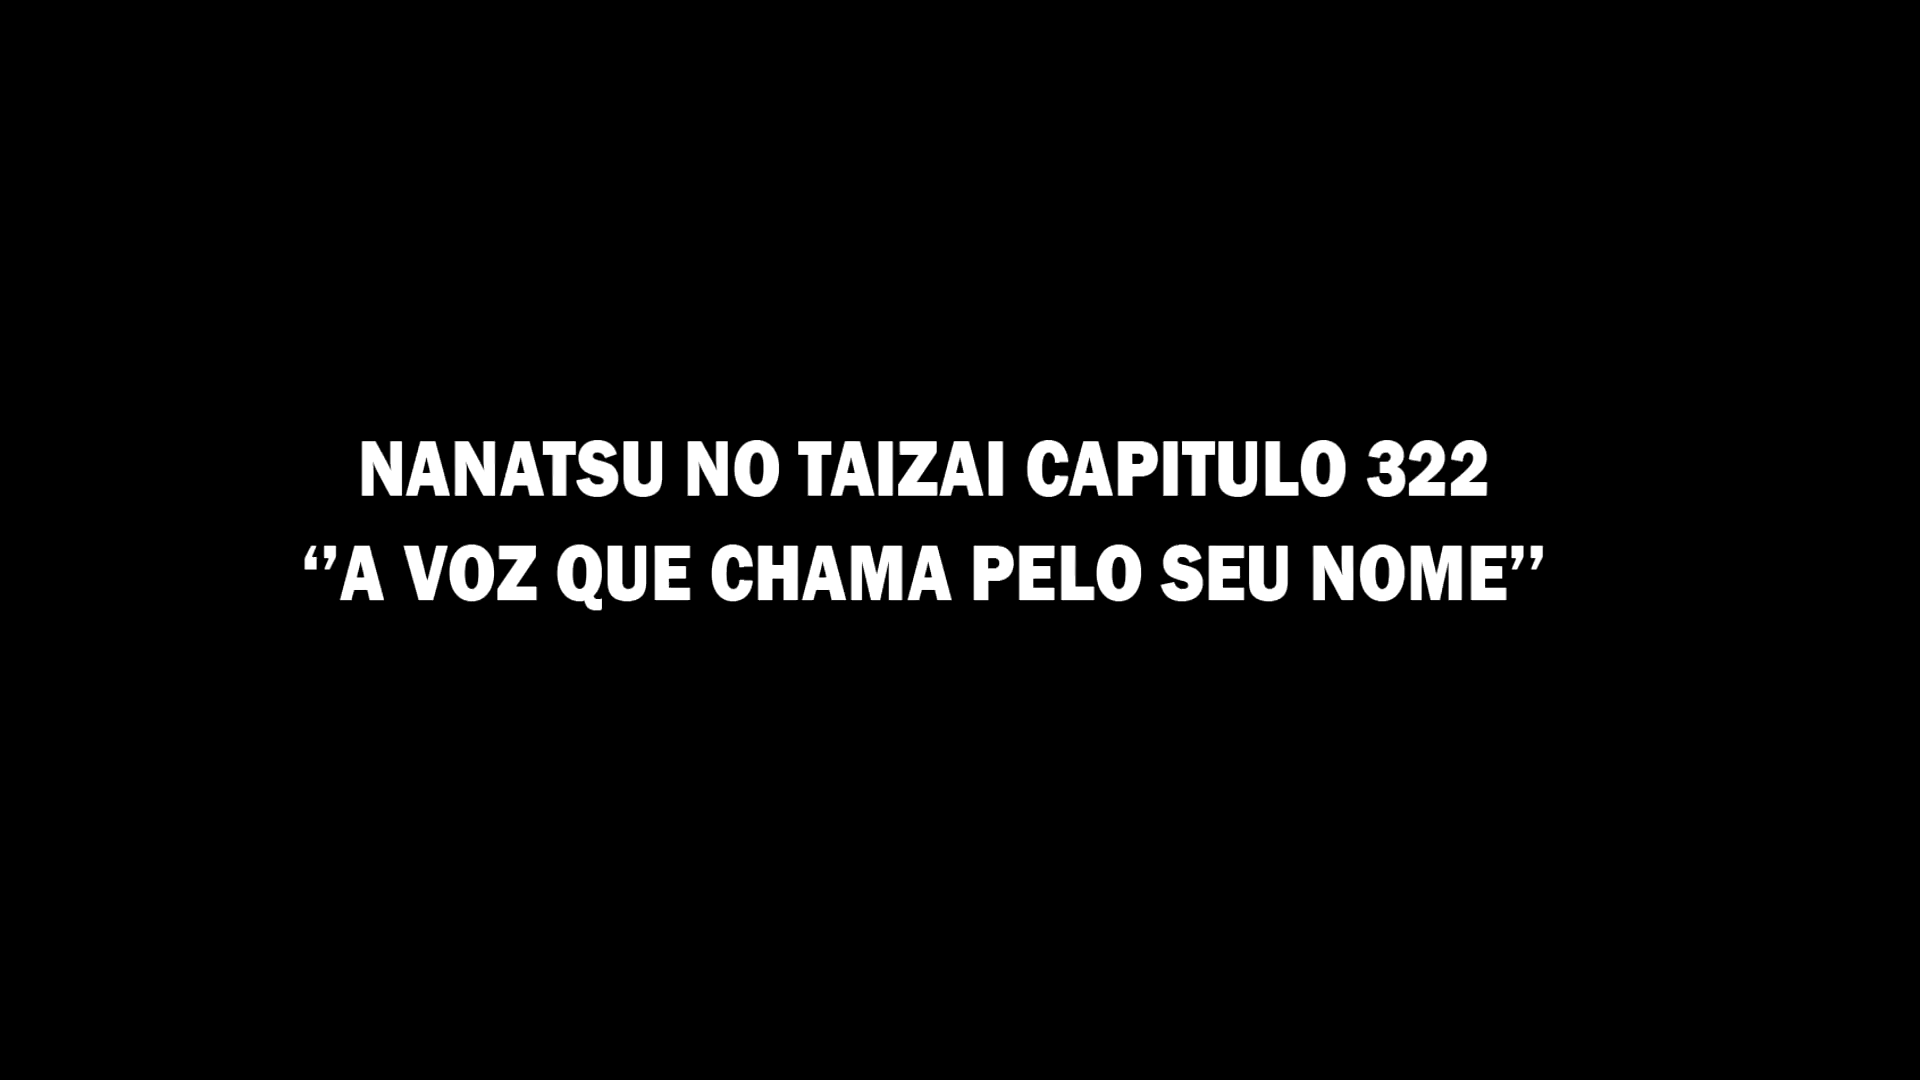 NANATSU NO TAIZAI CAPITULO 322
‘’A VOZ QUE CHAMA PELO SEU NOME’’